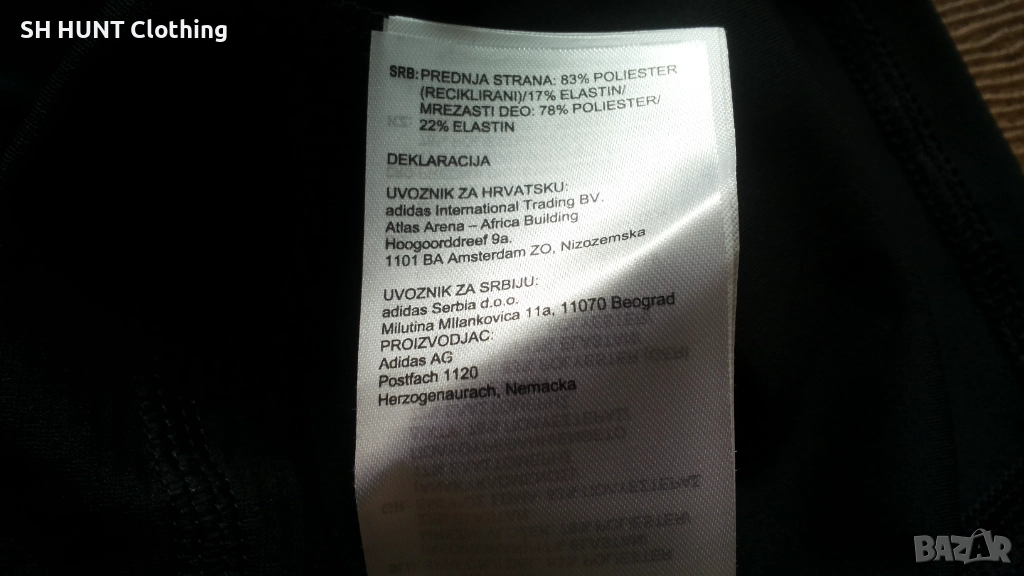 SH HUNT Clothing
SRB: PREDNJA STRANA: 83% POLIESTER
(RECIKLIRANI)/17% ELASTIN/
MREZASTI DEO: 78% POLIESTER/
22% ELASTIN
DEKLARACIJA
UVOZNIK ZA HRVATSKU:
adidas International Trading BV.
Atlas Arena – Africa Building
Hoogoorddreef 9a.
1101 BA Amsterdam ZO, Nizozemska
UVOZNIK ZA SRBIJU:
adidas Serbia d.o.o.
Milutina Milankovica 11a, 11070 Beograd
PROIZVODJAC:
Adidas AG
Postfach 1120
Herzogenaurach, Nemacka
BAZAR